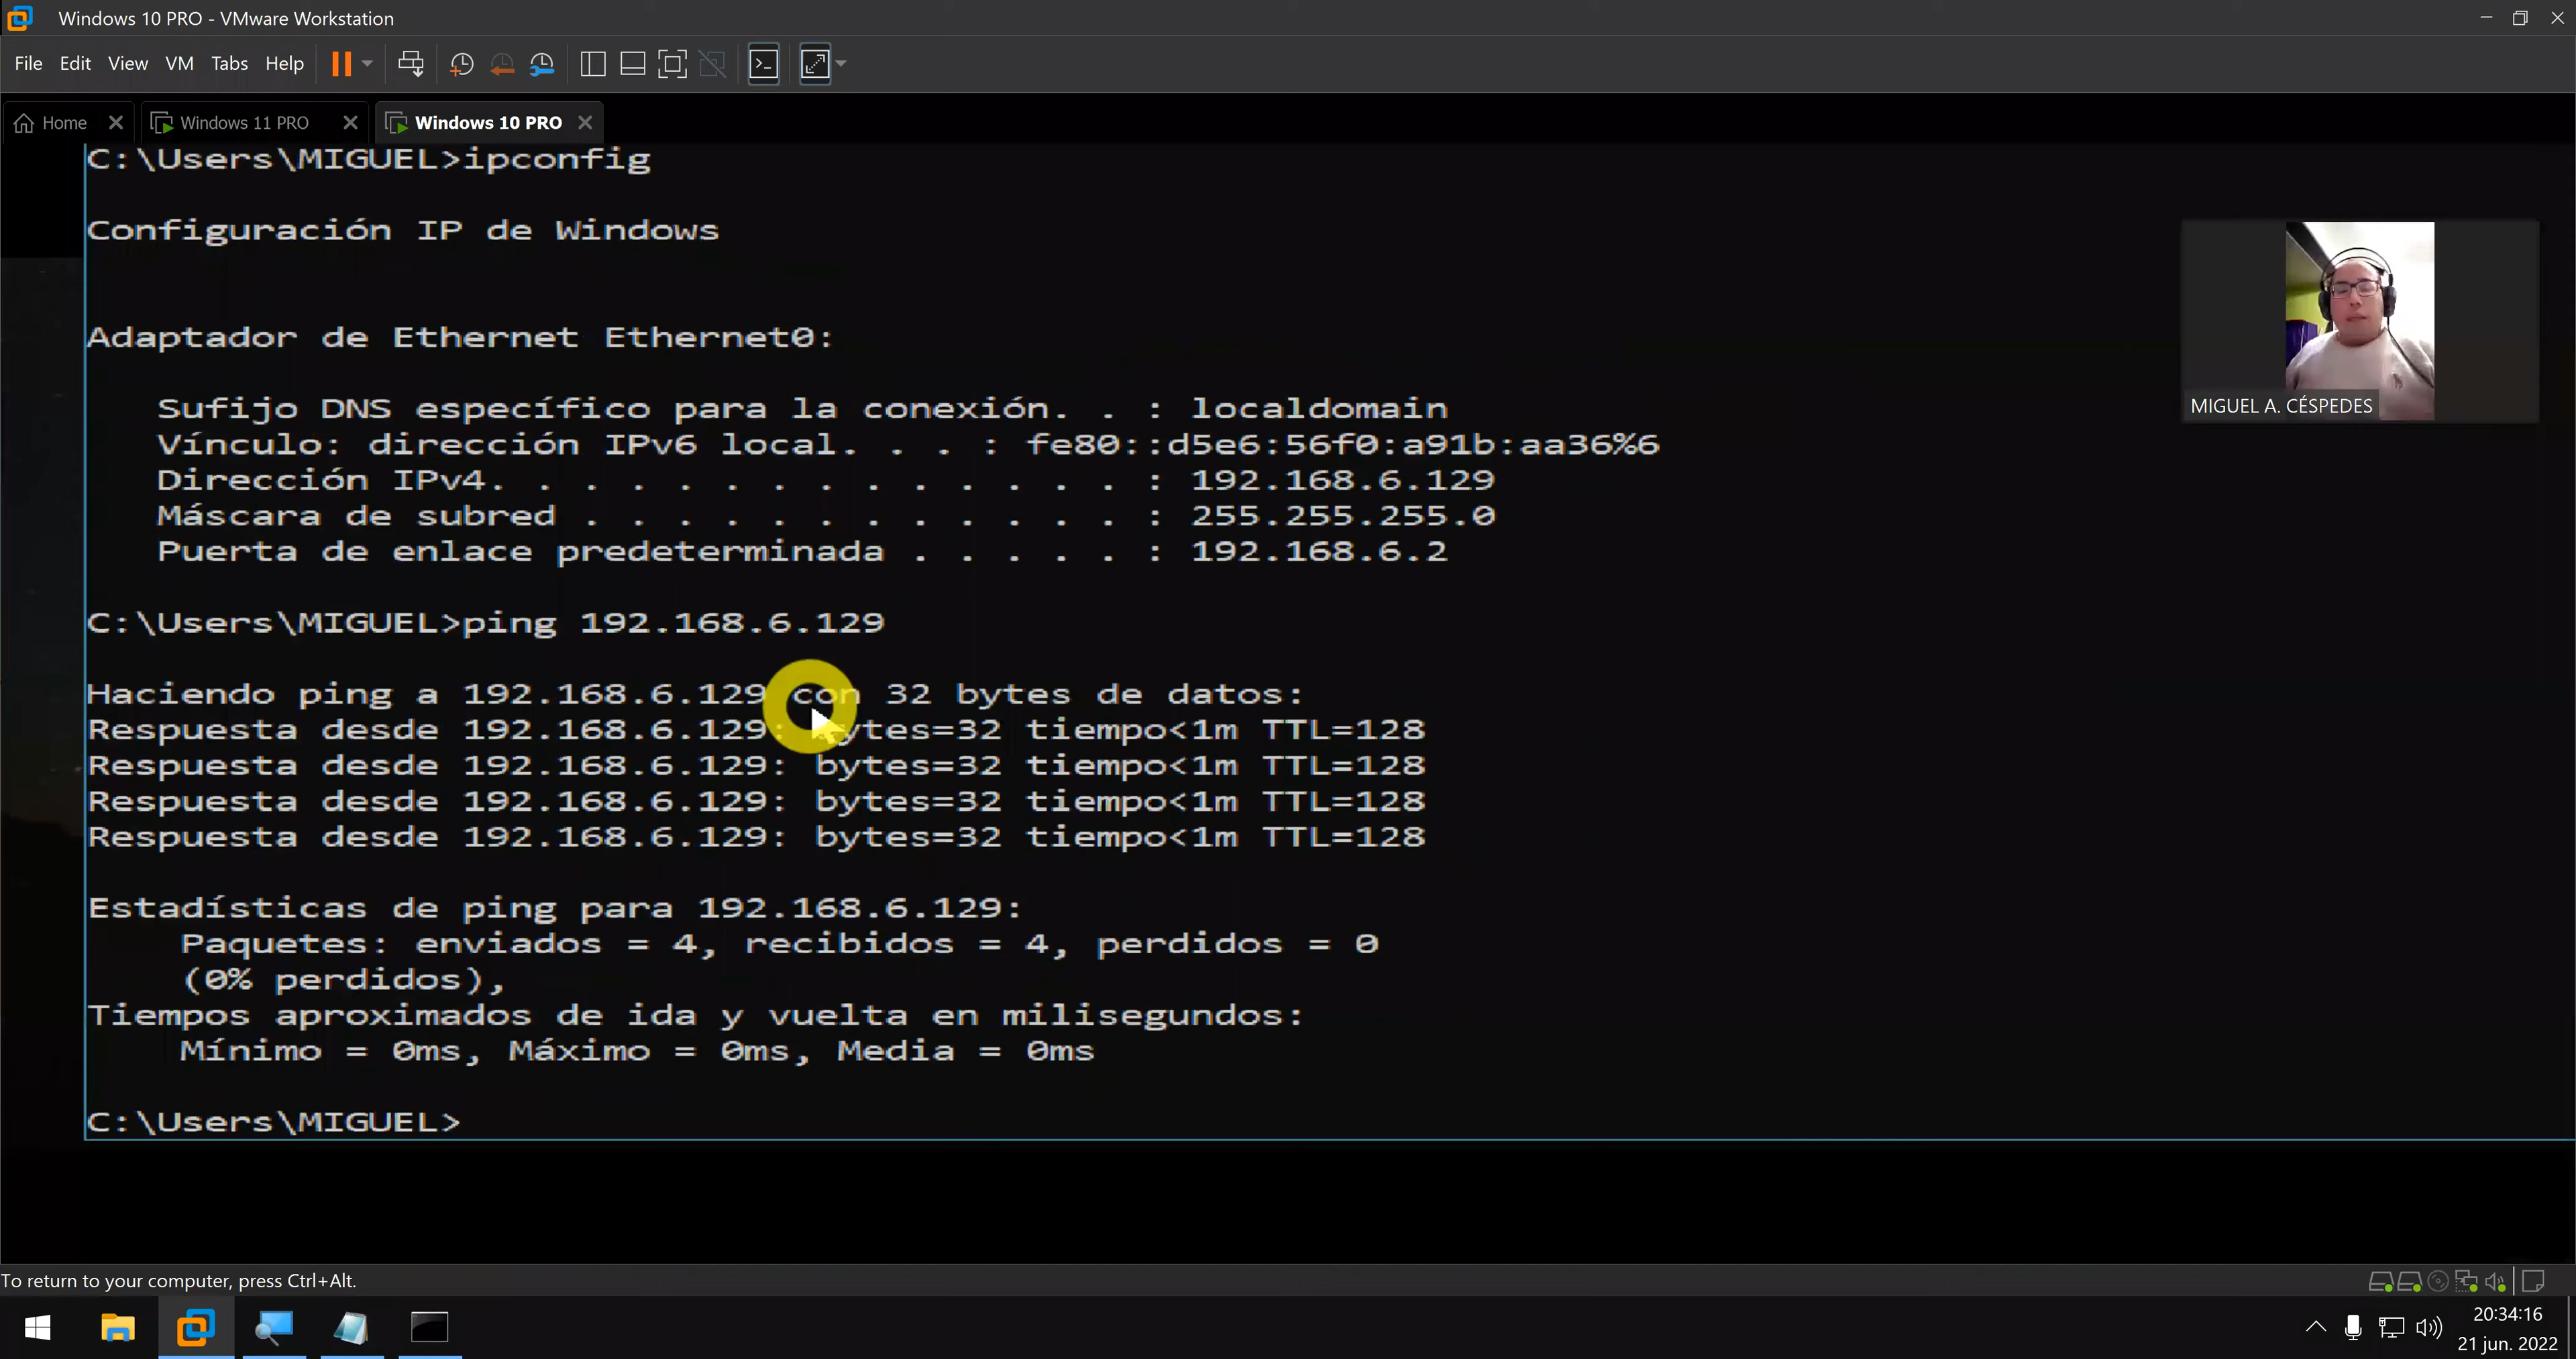 Windows 10 PRO - VMware Workstation
File Edit View VM Tabs Help
Home Windows 11 PRO Windows 10 PRO
C:\Users\MIGUEL>ipconfig
Configuración IP de Windows
Adaptador de Ethernet Ethernet0:
Sufijo DNS específico para la conexión. . : localdomain
Vínculo: dirección IPv6 local. . . : fe80::d5e6:56f0:a91b:aa36%6
Dirección IPv4. . . . . . . . . . . . . . : 192.168.6.129
Máscara de subred . . . . . . . . . . . . : 255.255.255.0
Puerta de enlace predeterminada . . . . . : 192.168.6.2
MIGUEL A. CÉSPEDES
C:\Users\MIGUEL>ping 192.168.6.129
Haciendo ping a 192.168.6.129 con 32 bytes de datos:
Respuesta desde 192.168.6.129: bytes=32 tiempo<1m TTL=128
Respuesta desde 192.168.6.129: bytes=32 tiempo<1m TTL=128
Respuesta desde 192.168.6.129: bytes=32 tiempo<1m TTL=128
Respuesta desde 192.168.6.129: bytes=32 tiempo<1m TTL=128
Estadísticas de ping para 192.168.6.129:
Paquetes: enviados = 4, recibidos = 4, perdidos = 0
(0% perdidos),
Tiempos aproximados de ida y vuelta en milisegundos:
Mínimo = 0ms, Máximo = 0ms, Media = 0ms
C:\Users\MIGUEL>
To return to your computer, press Ctrl+Alt.
20:34:16
21 jun. 2022